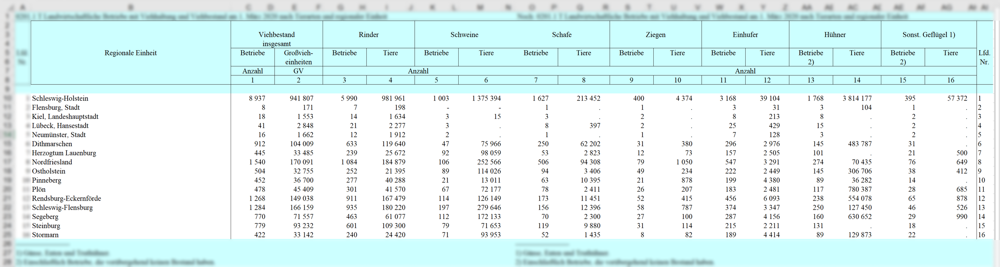 Viehbestand insgesamt Rinder Schweine Schafe Ziegen Einhufer Hühner Sonst. Geflügel 1)
Regionale Einheit Betriebe Großvieh-einheiten Betriebe Tiere Betriebe Tiere Betriebe Tiere Betriebe Tiere Betriebe Tiere Betriebe 2) Tiere Betriebe 2) Tiere Lfd. Nr.
Anzahl GV Anzahl Anzahl
1 2 3 4 5 6 7 8 9 10 11 12 13 14 15 16
Schleswig-Holstein 8 937 941 807 5 990 981 961 1 003 1 375 394 1 627 213 452 400 4 374 3 168 39 104 1 768 3 814 177 395 57 372 1
Flensburg, Stadt 8 171 7 198 - - 1 . 1 . 3 31 3 104 1 . 2
Kiel, Landeshauptstadt 18 1 553 14 1 634 3 15 3 . 2 . 8 213 8 . 2 . 3
Lübeck, Hansestadt 41 2 848 21 2 277 3 . 8 397 2 . 25 429 15 . 2 . 4
Neumünster, Stadt 16 1 662 12 1 912 2 . 1 . 1 . 7 128 3 . 2 . 5
Dithmarschen 912 104 009 633 119 640 47 75 966 250 62 202 31 380 296 2 976 145 483 787 31 . 6
Herzogtum Lauenburg 445 33 485 239 25 672 92 98 059 53 2 823 12 73 157 2 505 101 . 21 500 7
Nordfriesland 1 540 170 091 1 084 184 879 106 252 566 506 94 308 79 1 050 547 3 291 274 70 435 76 649 8
Ostholstein 504 32 755 252 21 395 89 114 026 94 3 406 49 234 222 2 449 145 306 706 38 412 9
Pinneberg 452 36 700 277 40 288 21 13 011 63 10 395 21 878 199 4 380 89 36 282 14 . 10
Plön 478 45 409 301 41 570 67 72 177 78 2 411 26 207 183 2 481 117 780 387 28 685 11
Rendsburg-Eckernförde 1 268 149 038 911 167 479 114 126 149 173 11 451 52 415 456 6 093 238 554 078 65 878 12
Schleswig-Flensburg 1 284 166 159 935 180 220 197 279 646 156 12 396 58 787 374 3 347 250 127 450 46 526 13
Segeberg 770 71 557 463 61 077 112 172 133 70 2 300 27 100 287 4 156 160 630 652 29 990 14
Steinburg 779 93 232 601 109 300 79 71 653 119 9 880 31 114 215 2 211 131 . 18 . 15
Stormarn 422 33 142 240 24 420 71 93 953 52 1 435 8 82 189 4 414 89 129 873 22 . 16